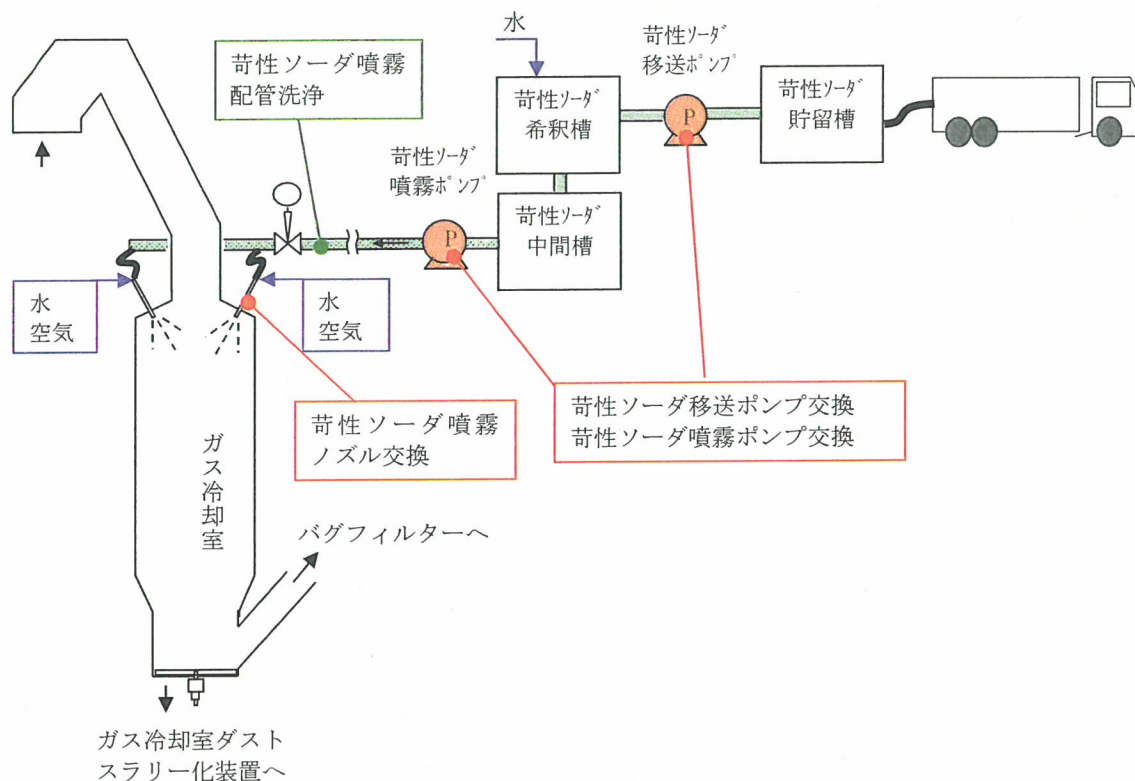 水
苛性ｿｰﾀﾞ
移送ﾎﾟﾝﾌﾟ
苛性ソーダ噴霧
配管洗浄
苛性ｿｰﾀﾞ
希釈槽
P
苛性ｿｰﾀﾞ
貯留槽
苛性ｿｰﾀﾞ
噴霧ﾎﾟﾝﾌﾟ
苛性ｿｰﾀﾞ
中間槽
P
水
空気
水
空気
苛性ソーダ噴霧
ノズル交換
苛性ソーダ移送ポンプ交換
苛性ソーダ噴霧ポンプ交換
ガス冷却室
バグフィルターへ
ガス冷却室ダスト
スラリー化装置へ